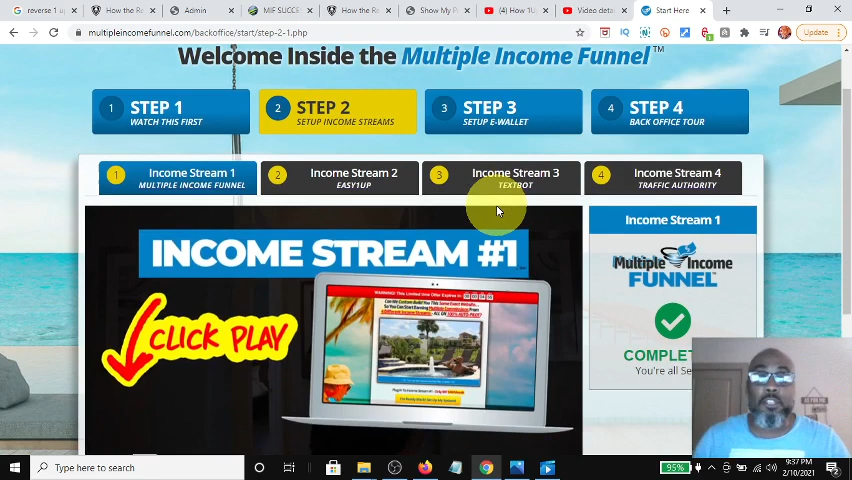 reverse 1 u
How the Re
Admin
MIF SUCCE
How the Re
Show My P
(4) How 1U
Video deta
Start Here
multipleincomefunnel.com/backoffice/start/step-2-1.php
Update
Welcome Inside the Multiple Income Funnel™
1 STEP 1
WATCH THIS FIRST
2 STEP 2
SETUP INCOME STREAMS
3 STEP 3
SETUP E-WALLET
4 STEP 4
BACK OFFICE TOUR
1 Income Stream 1
MULTIPLE INCOME FUNNEL
2 Income Stream 2
EASY1UP
3 Income Stream 3
TEXTBOT
4 Income Stream 4
TRAFFIC AUTHORITY
INCOME STREAM #1
CLICK PLAY
Income Stream 1
Multiple Income
FUNNEL
COMPLET
You're all Se
Type here to search
95%
9:37 PM
2/10/2021
2